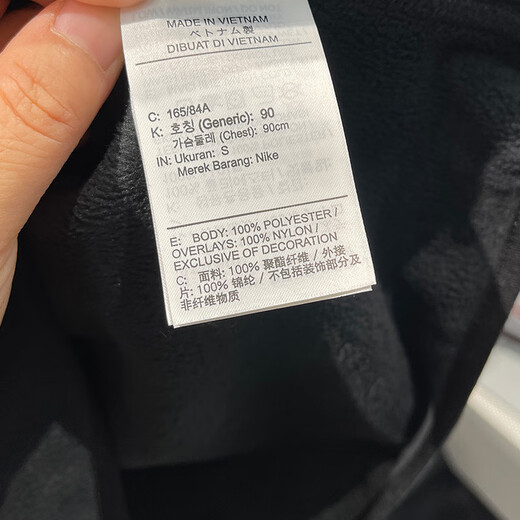 MADE IN VIETNAM
ベトナム製
DIBUAT DI VIETNAM
C: 165/84A
K: 호칭 (Generic): 90
가슴둘레 (Chest): 90cm
IN: Ukuran: S
Merek Barang: Nike
E: BODY: 100% POLYESTER /
OVERLAYS: 100% NYLON /
EXCLUSIVE OF DECORATION
C: 面料: 100% 聚酯纤维 / 外接
片: 100% 锦纶 / 不包括装饰部分及
非纤维物质